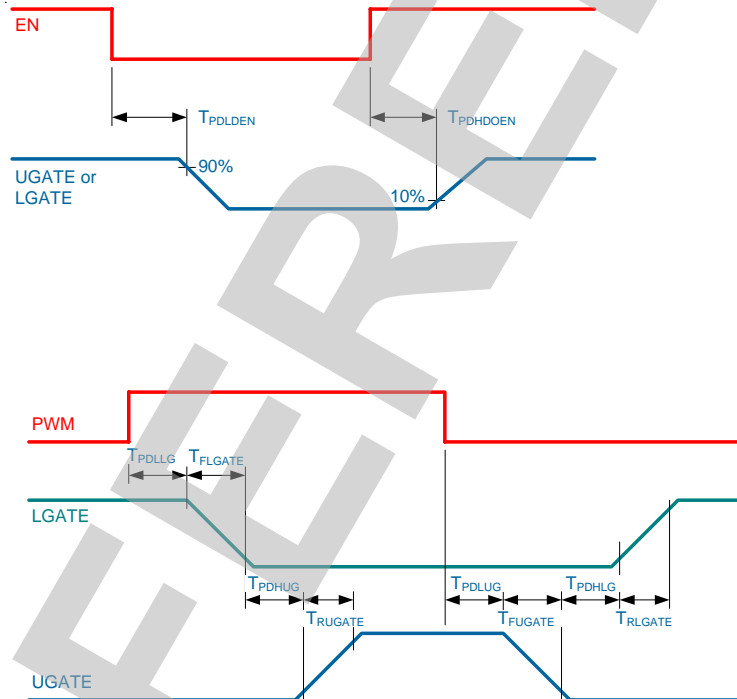 EN
TPDLDEN
TPDHDOEN
90%
UGATE or
LGATE
10%
PWM
TPDLLG
TFLGATE
LGATE
TPDHUG
TPDLUG
TPDHLG
TRUGATE
TFUGATE
TRLGATE
UGATE